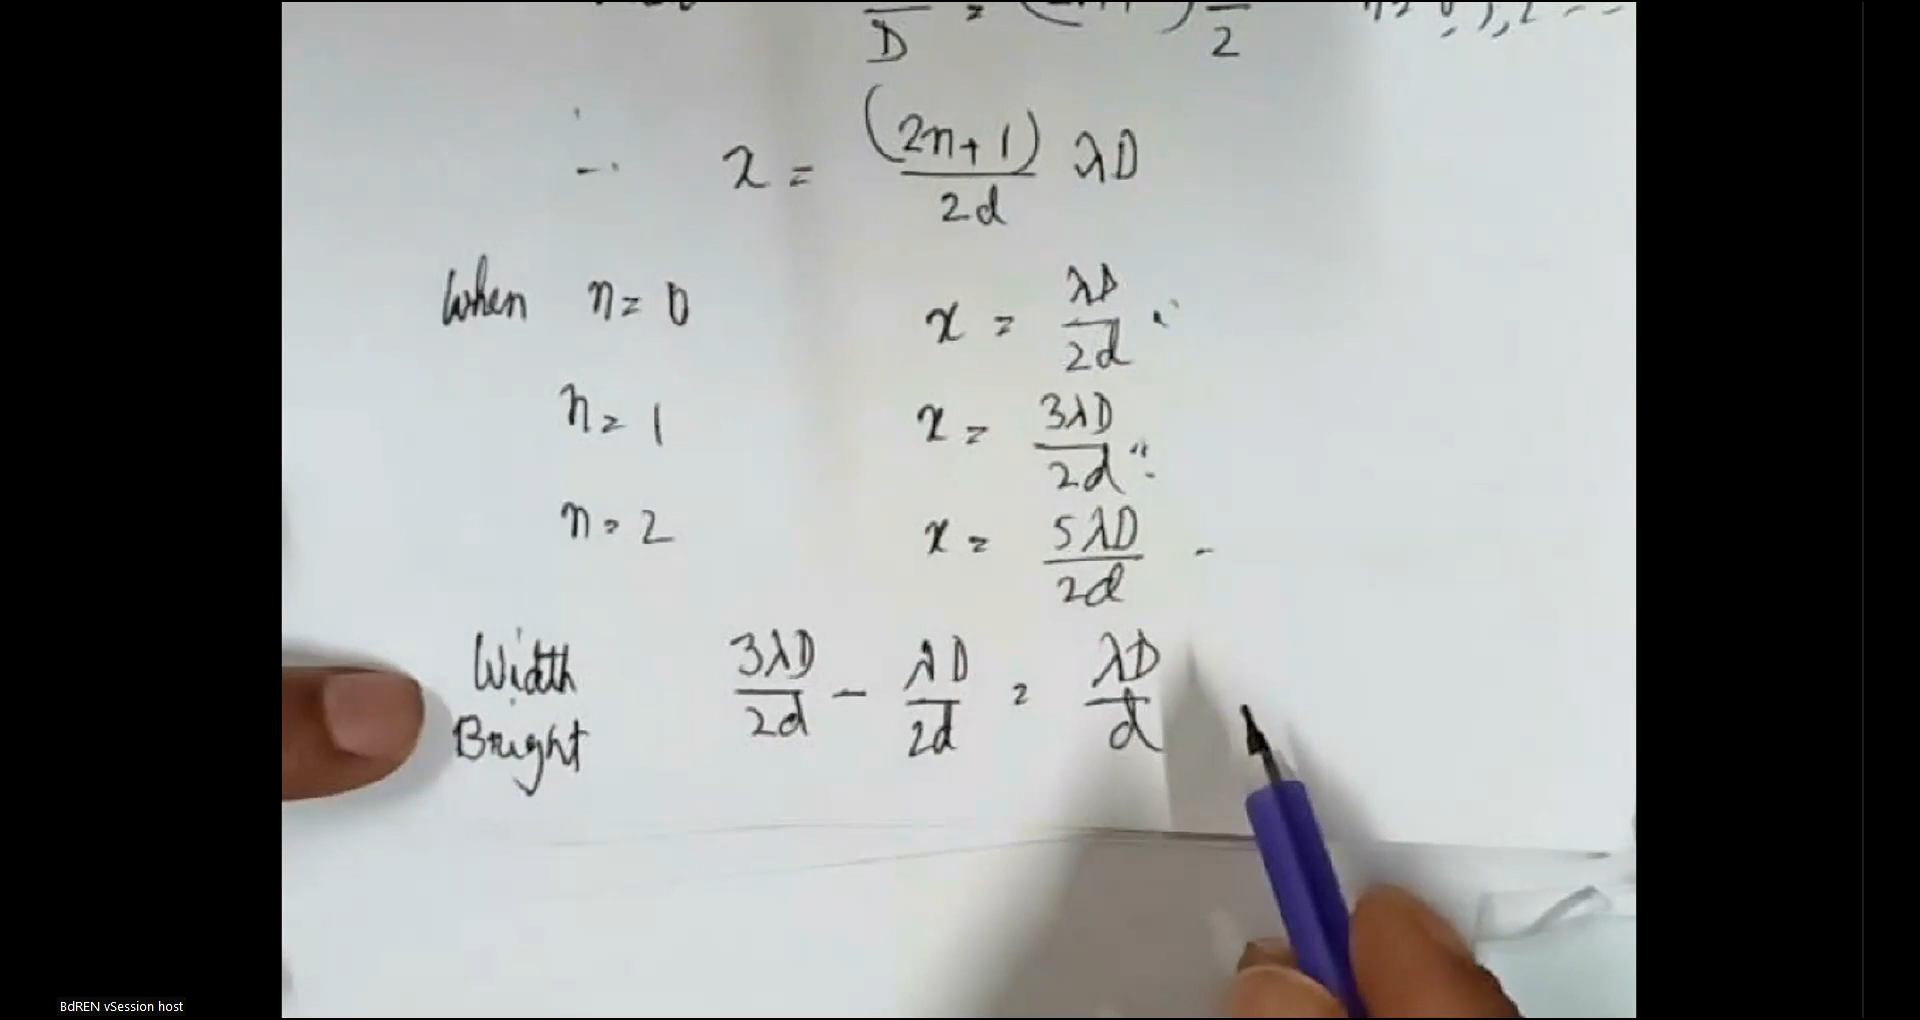 D = 2
∴ x = (2n+1)/2d λD
When n = 0 x = λD/2d
n = 1 x = 3λD/2d
n = 2 x = 5λD/2d
Width Bright 3λD/2d − λD/2d = λD/d
BdREN vSession host